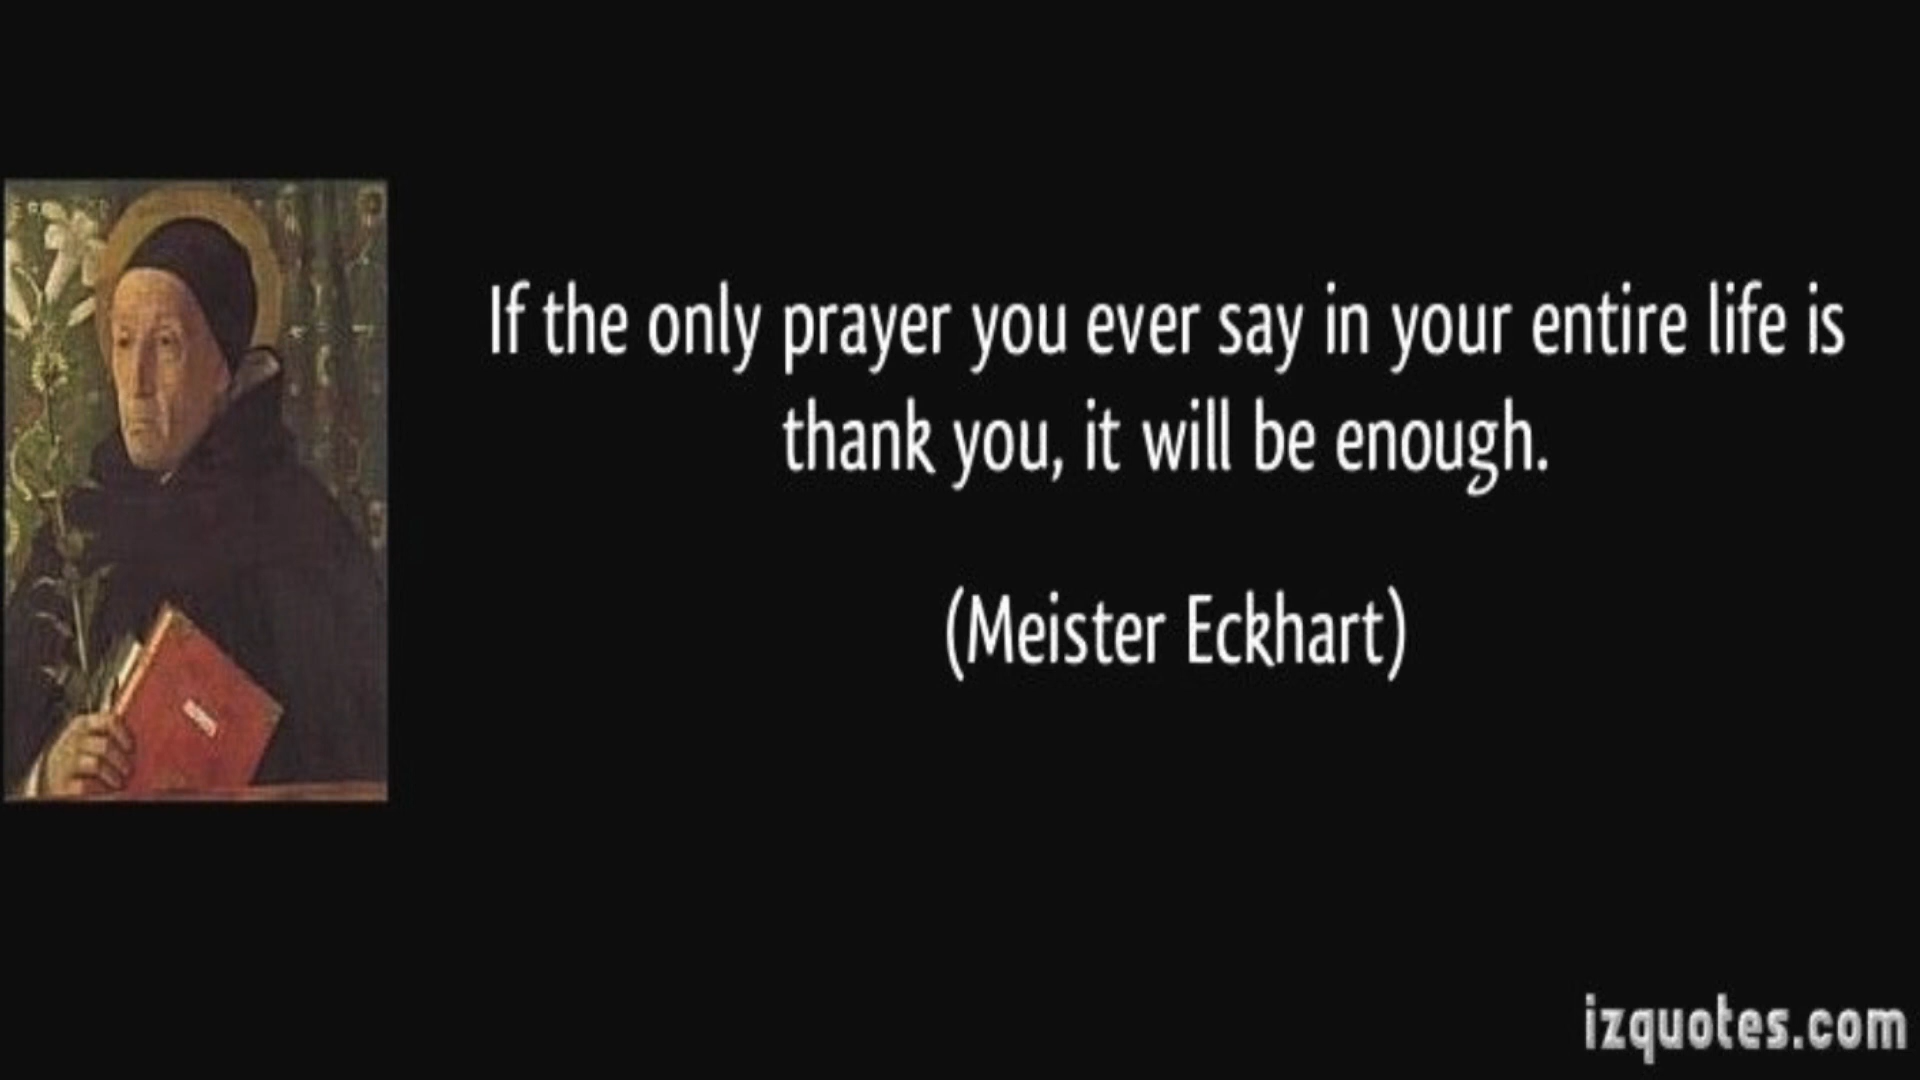 If the only prayer you ever say in your entire life is
thank you, it will be enough.
(Meister Eckhart)
izquotes.com